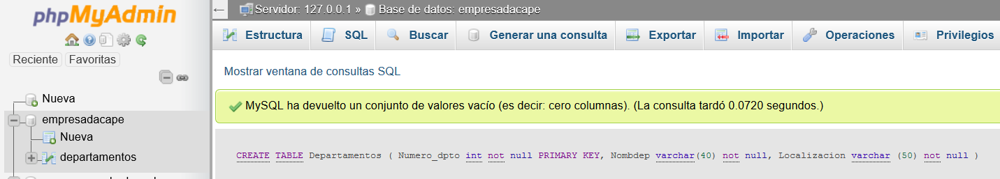 phpMyAdmin
Reciente Favoritas
Nueva
empresadacape
Nueva
departamentos
Servidor: 127.0.0.1 » Base de datos: empresadacape
Estructura SQL Buscar Generar una consulta Exportar Importar Operaciones Privilegios
Mostrar ventana de consultas SQL
MySQL ha devuelto un conjunto de valores vacío (es decir: cero columnas). (La consulta tardó 0.0720 segundos.)
CREATE TABLE Departamentos ( Numero_dpto int not null PRIMARY KEY, Nombdep varchar(40) not null, Localizacion varchar (50) not null )